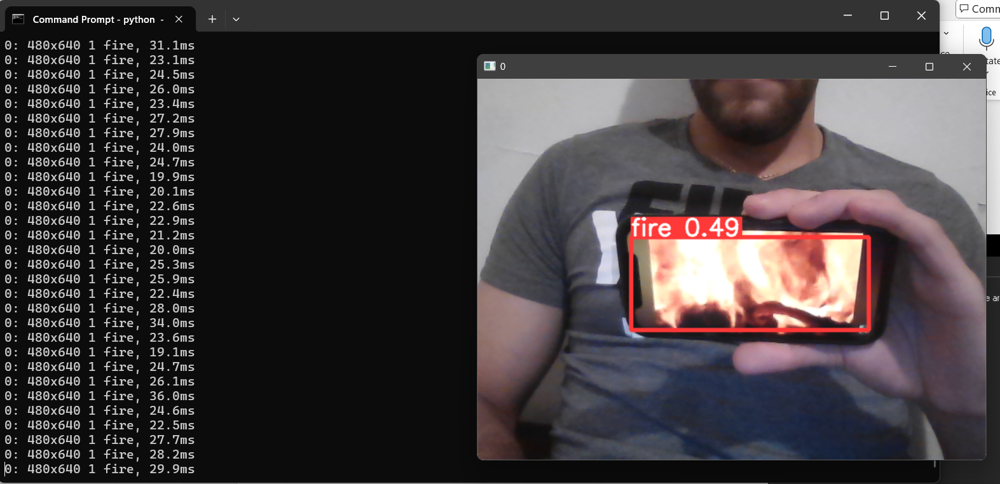 Command Prompt - python -
0: 480x640 1 fire, 31.1ms
0: 480x640 1 fire, 23.1ms
0: 480x640 1 fire, 24.5ms
0: 480x640 1 fire, 26.0ms
0: 480x640 1 fire, 23.4ms
0: 480x640 1 fire, 27.2ms
0: 480x640 1 fire, 27.9ms
0: 480x640 1 fire, 24.0ms
0: 480x640 1 fire, 24.7ms
0: 480x640 1 fire, 19.9ms
0: 480x640 1 fire, 20.1ms
0: 480x640 1 fire, 22.6ms
0: 480x640 1 fire, 22.9ms
0: 480x640 1 fire, 21.2ms
0: 480x640 1 fire, 20.0ms
0: 480x640 1 fire, 25.3ms
0: 480x640 1 fire, 25.9ms
0: 480x640 1 fire, 22.4ms
0: 480x640 1 fire, 28.0ms
0: 480x640 1 fire, 34.0ms
0: 480x640 1 fire, 23.6ms
0: 480x640 1 fire, 19.1ms
0: 480x640 1 fire, 24.7ms
0: 480x640 1 fire, 26.1ms
0: 480x640 1 fire, 36.0ms
0: 480x640 1 fire, 24.6ms
0: 480x640 1 fire, 22.5ms
0: 480x640 1 fire, 27.7ms
0: 480x640 1 fire, 28.2ms
0: 480x640 1 fire, 29.9ms
0
fire 0.49
Comm
tate
ice